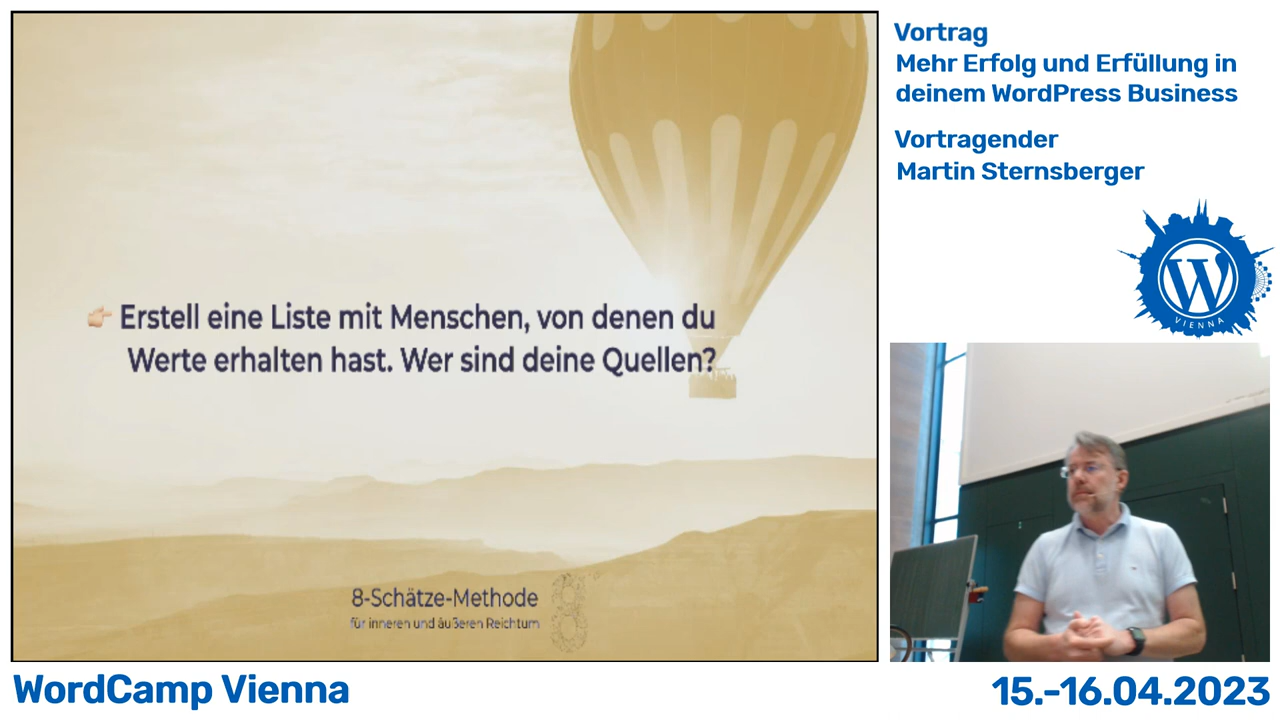 👉🏼 Erstell eine Liste mit Menschen, von denen du
Werte erhalten hast. Wer sind deine Quellen?
8-Schätze-Methode
für inneren und äußeren Reichtum
Vortrag
Mehr Erfolg und Erfüllung in
deinem WordPress Business
Vortragender
Martin Sternsberger
W
VIENNA
WordCamp Vienna
15.-16.04.2023